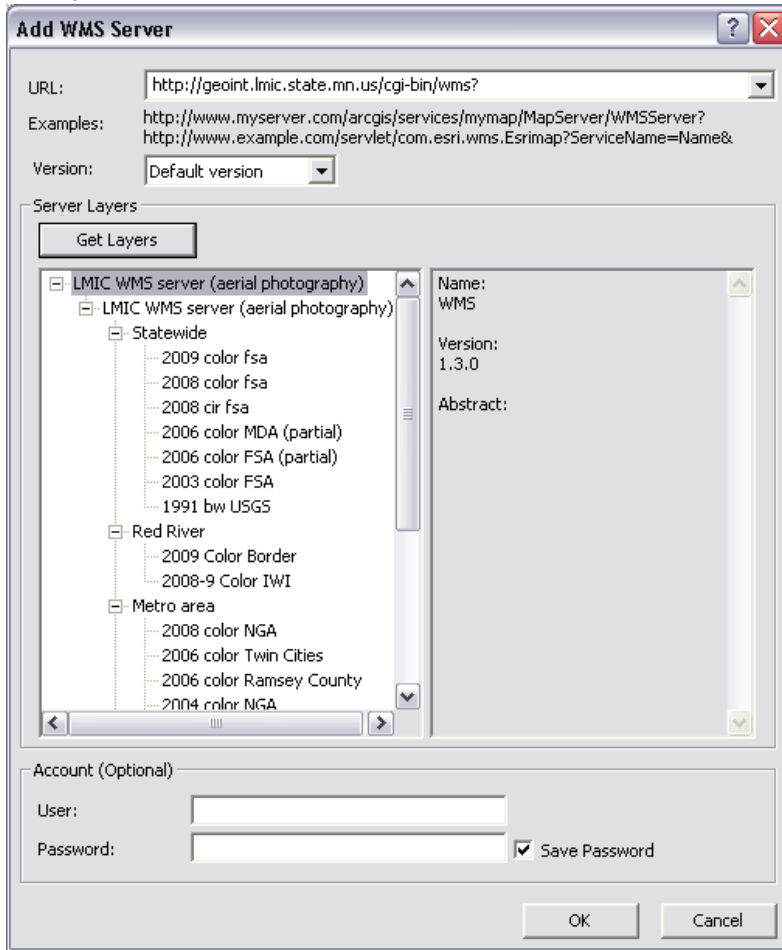 Add WMS Server
URL: http://geoint.lmic.state.mn.us/cgi-bin/wms?
Examples: http://www.myserver.com/arcgis/services/mymap/MapServer/WMSServer?
http://www.example.com/servlet/com.esri.wms.Esrimap?ServiceName=Name&
Version: Default version
Server Layers
Get Layers
LMIC WMS server (aerial photography)
LMIC WMS server (aerial photography)
Statewide
2009 color fsa
2008 color fsa
2008 cir fsa
2006 color MDA (partial)
2006 color FSA (partial)
2003 color FSA
1991 bw USGS
Red River
2009 Color Border
2008-9 Color IWI
Metro area
2008 color NGA
2006 color Twin Cities
2006 color Ramsey County
2004 color NGA
Name:
WMS
Version:
1.3.0
Abstract:
Account (Optional)
User:
Password:
Save Password
OK
Cancel